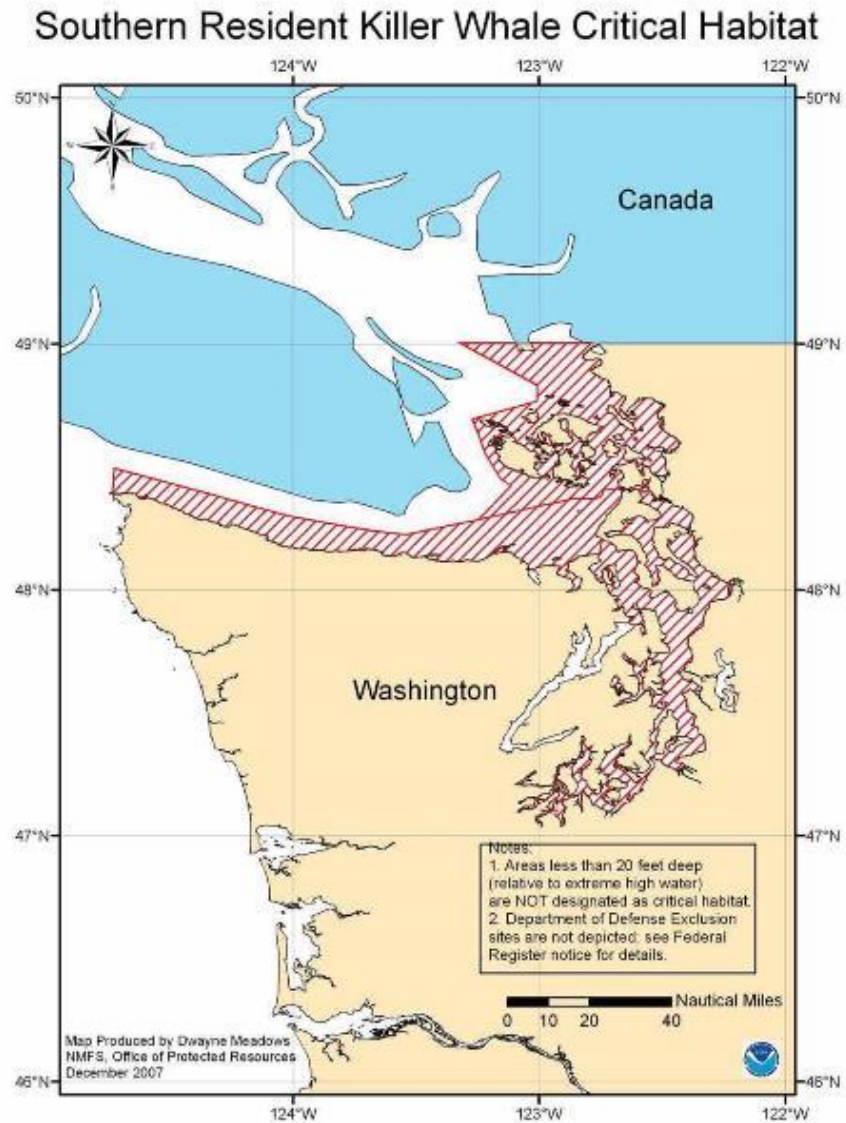 Southern Resident Killer Whale Critical Habitat
124°W 123°W 122°W
50°N 50°N
Canada
49°N 49°N
48°N 48°N
Washington
47°N 47°N
Notes:
1. Areas less than 20 feet deep
(relative to extreme high water)
are NOT designated as critical habitat.
2. Department of Defense Exclusion
sites are not depicted: see Federal
Register notice for details.
Nautical Miles
0 10 20 40
Map Produced by Dwayne Meadows
NMFS, Office of Protected Resources
December 2007
46°N 46°N
124°W 123°W 122°W